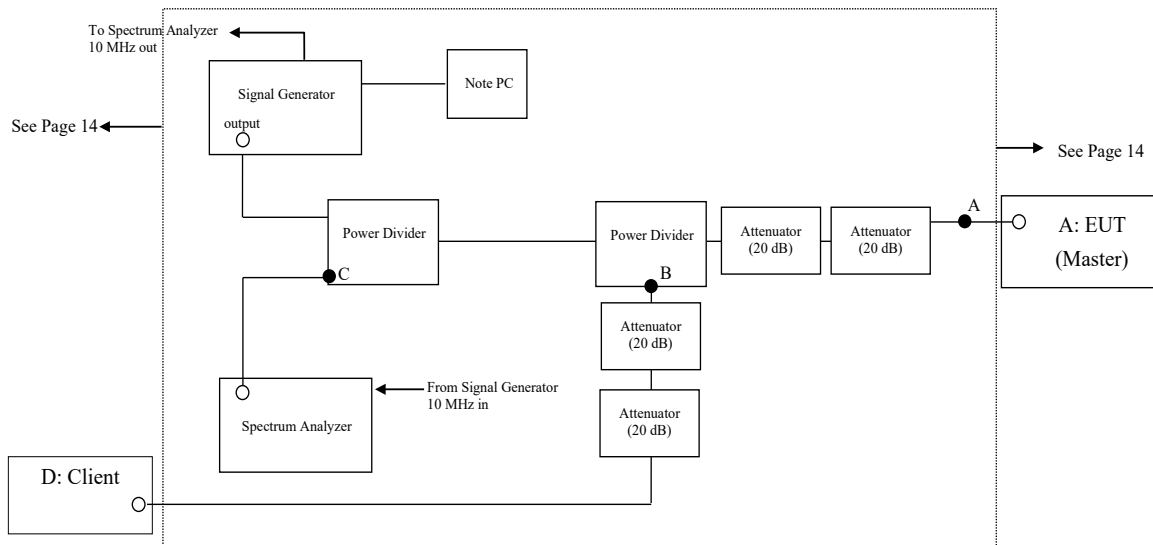 To Spectrum Analyzer
10 MHz out
Signal Generator
output
Note PC
See Page 14
See Page 14
Power Divider
C
Power Divider
B
Attenuator
(20 dB)
Attenuator
(20 dB)
A
A: EUT
(Master)
Attenuator
(20 dB)
Attenuator
(20 dB)
From Signal Generator
10 MHz in
Spectrum Analyzer
D: Client